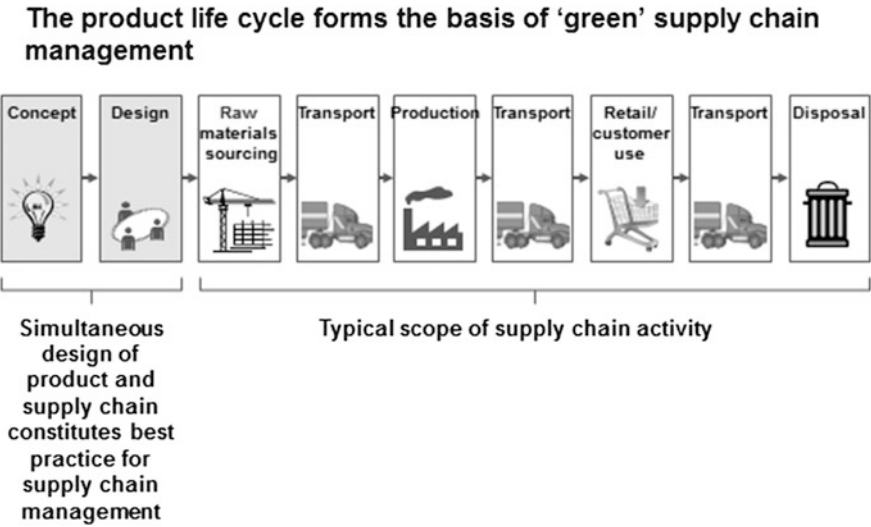 The product life cycle forms the basis of ‘green’ supply chain
management
Concept
Design
Raw
materials
sourcing
Transport
Production
Transport
Retail/
customer
use
Transport
Disposal
Simultaneous
design of
product and
supply chain
constitutes best
practice for
supply chain
management
Typical scope of supply chain activity